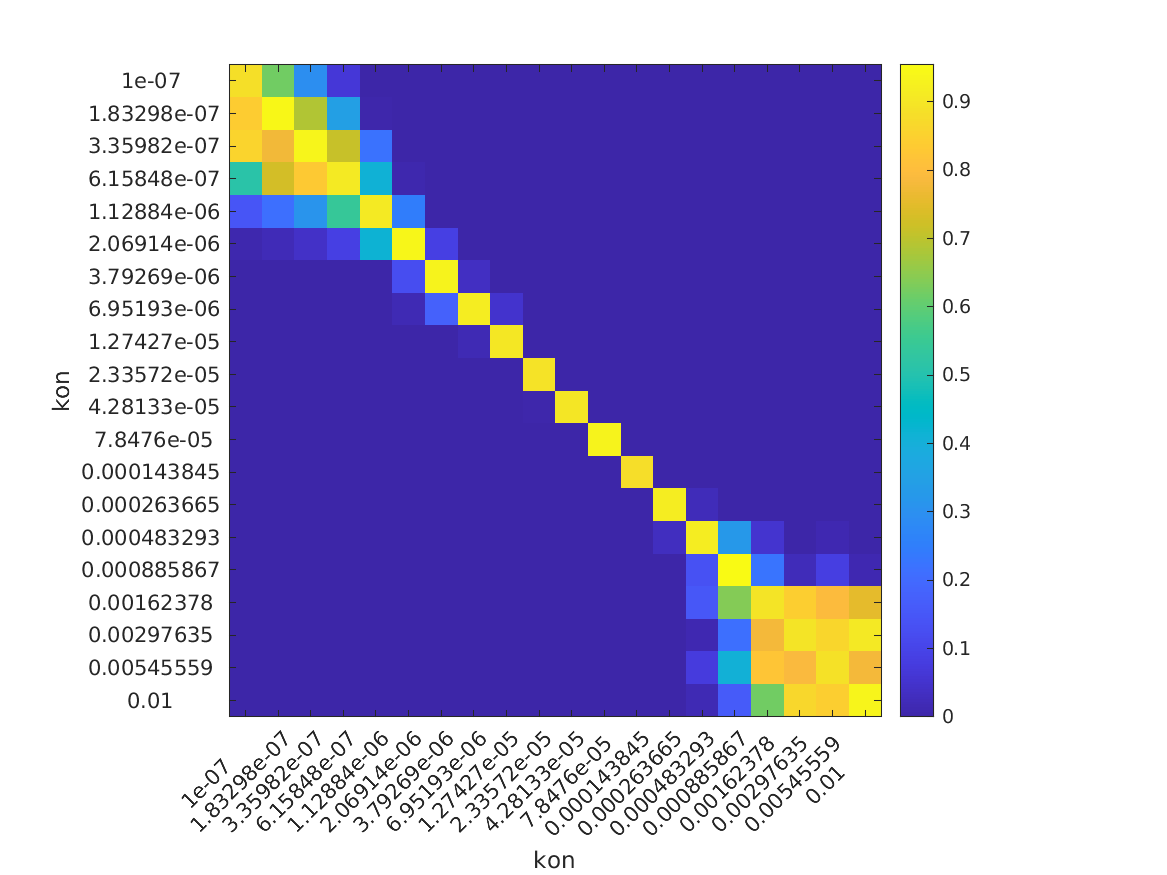 1e-07
1.83298e-07
3.35982e-07
6.15848e-07
1.12884e-06
2.06914e-06
3.79269e-06
6.95193e-06
1.27427e-05
2.33572e-05
4.28133e-05
7.8476e-05
0.000143845
0.000263665
0.000483293
0.000885867
0.00162378
0.00297635
0.00545559
0.01
kon
1e-07
1.83298e-07
3.35982e-07
6.15848e-07
1.12884e-06
2.06914e-06
3.79269e-06
6.95193e-06
1.27427e-05
2.33572e-05
4.28133e-05
7.8476e-05
0.000143845
0.000263665
0.000483293
0.000885867
0.00162378
0.00297635
0.00545559
0.01
kon
0.9
0.8
0.7
0.6
0.5
0.4
0.3
0.2
0.1
0